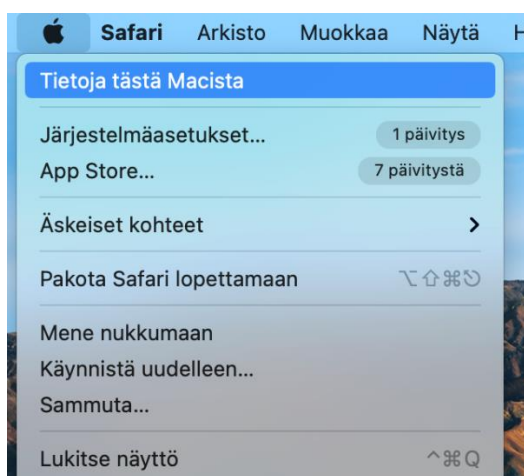 Safari Arkisto Muokkaa Näytä H
Tietoja tästä Macista
Järjestelmäasetukset... 1 päivitys
App Store... 7 päivitystä
Äskeiset kohteet
Pakota Safari lopettamaan ⌥⇧⌘⎋
Mene nukkumaan
Käynnistä uudelleen...
Sammuta...
Lukitse näyttö ^⌘Q